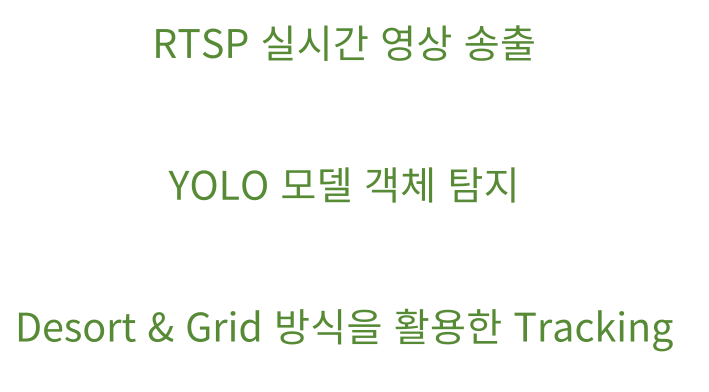 RTSP 실시간 영상 송출
YOLO 모델 객체 탐지
Desort & Grid 방식을 활용한 Tracking